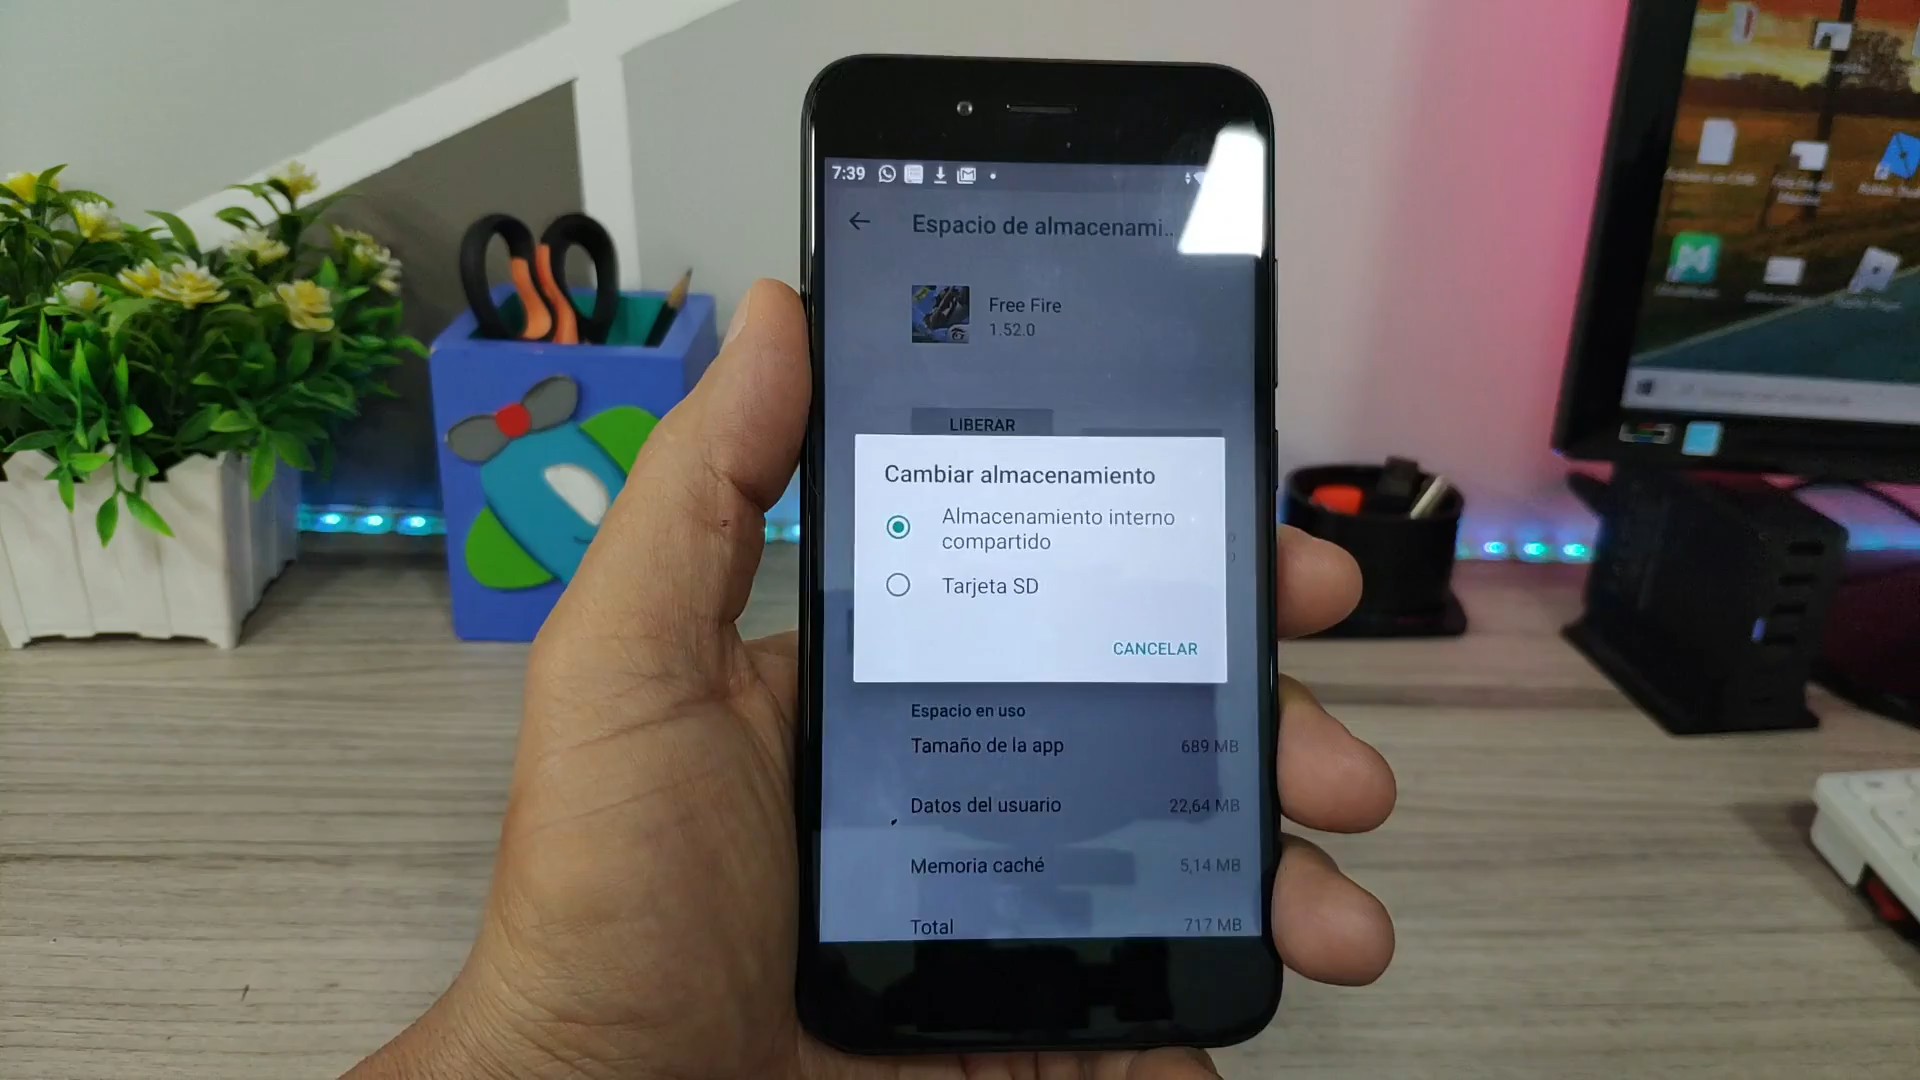 7:39
Espacio de almacenami..
Free Fire
1.52.0
LIBERAR
Cambiar almacenamiento
Almacenamiento interno
compartido
Tarjeta SD
CANCELAR
Espacio en uso
Tamaño de la app 689 MB
Datos del usuario 22,64 MB
Memoria caché 5,14 MB
Total 717 MB